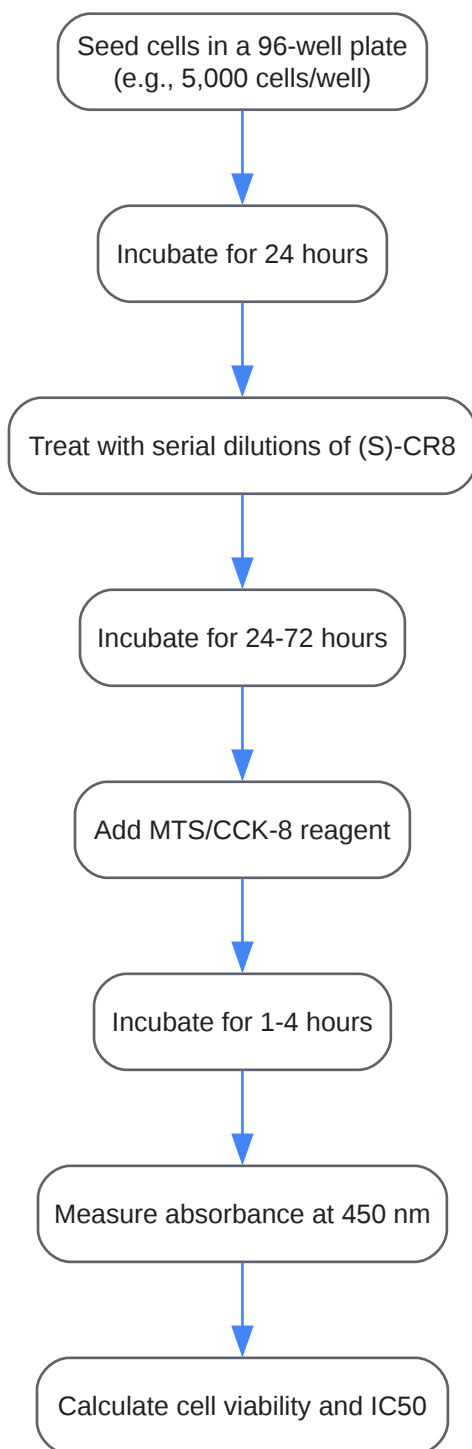 Seed cells in a 96-well plate
(e.g., 5,000 cells/well)
Incubate for 24 hours
Treat with serial dilutions of (S)-CR8
Incubate for 24-72 hours
Add MTS/CCK-8 reagent
Incubate for 1-4 hours
Measure absorbance at 450 nm
Calculate cell viability and IC50